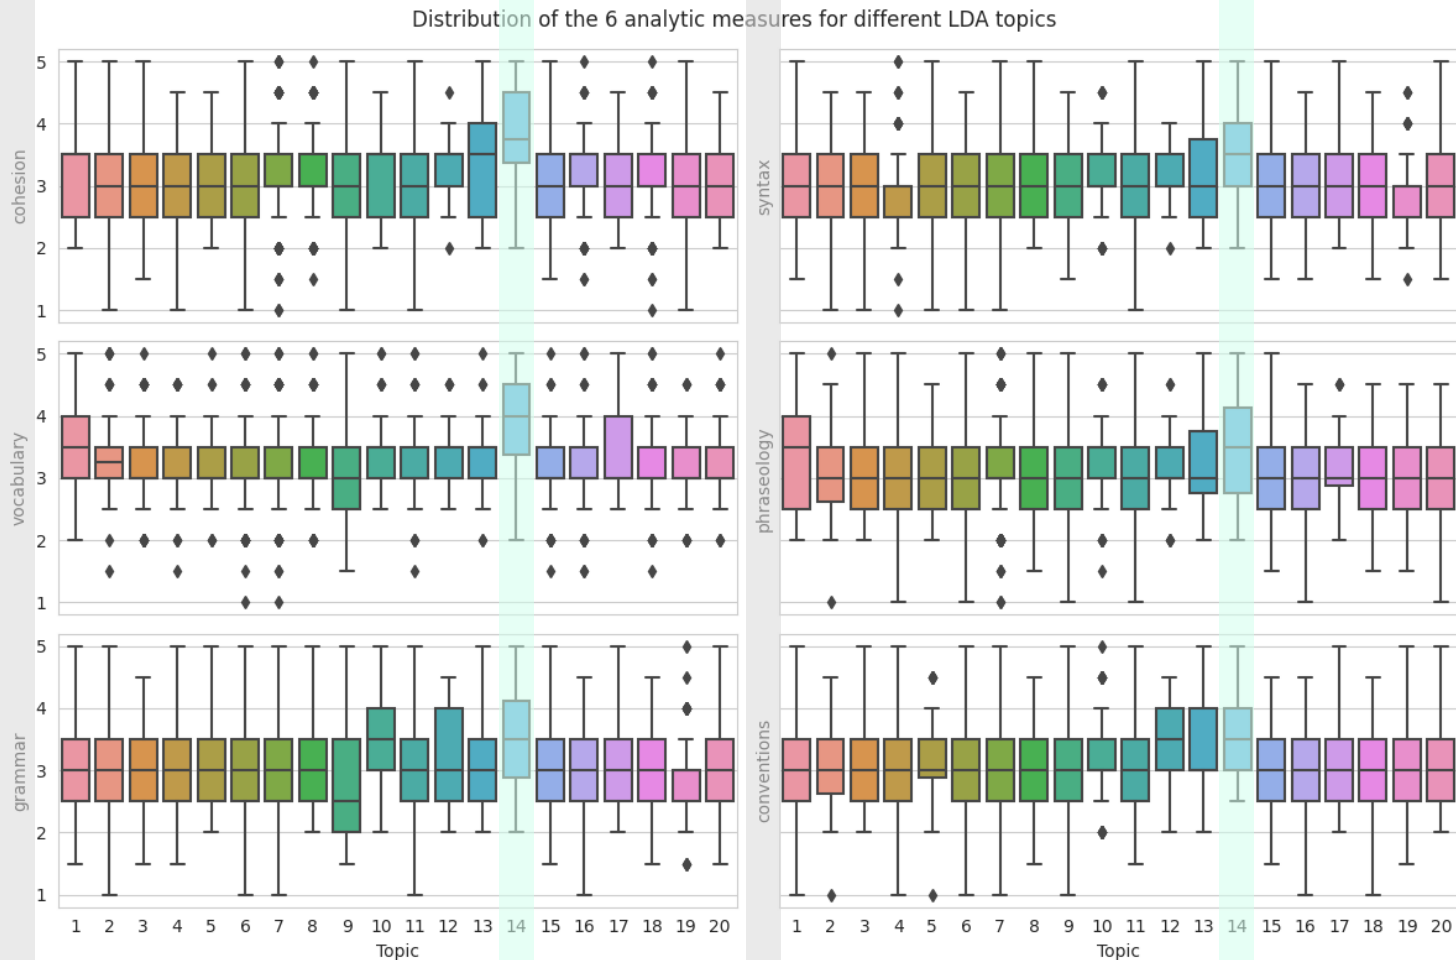 Distribution of the 6 analytic measures for different LDA topics
cohesion
5
4
3
2
1
syntax
vocabulary
5
4
3
2
1
phraseology
grammar
5
4
3
2
1
conventions
1 2 3 4 5 6 7 8 9 10 11 12 13 14 15 16 17 18 19 20
Topic
1 2 3 4 5 6 7 8 9 10 11 12 13 14 15 16 17 18 19 20
Topic